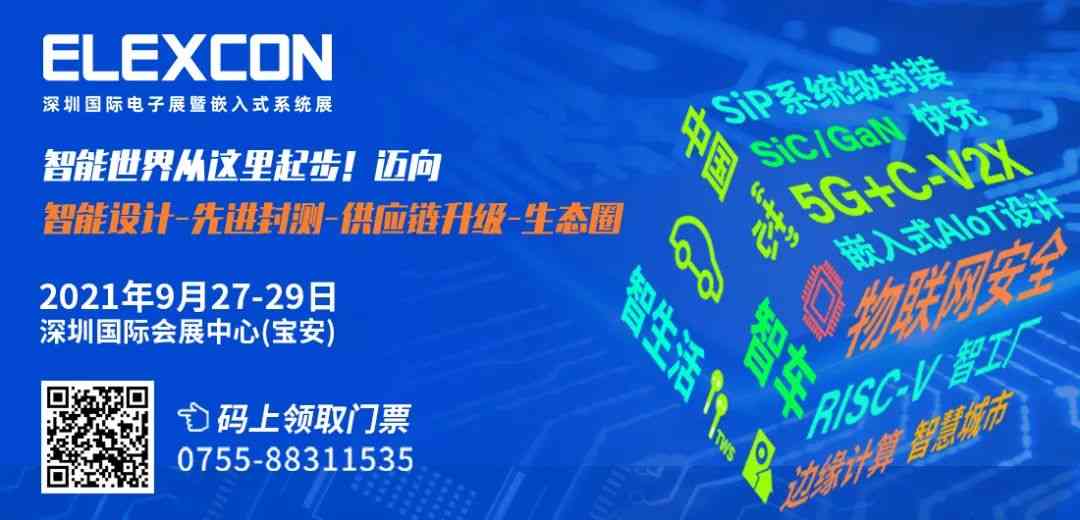 ELEXCON
深圳国际电子展暨嵌入式系统展
智能世界从这里起步！迈向
智能设计-先进封测-供应链升级-生态圈
2021年9月27-29日
深圳国际会展中心(宝安)
码上领取门票
0755-88311535
SiP系统级封装
中国芯
SiC/GaN 快充
5G+C-V2X
嵌入式AIoT设计
物联网安全
智生活
智车
RISC-V 智工厂
TWS
边缘计算 智慧城市